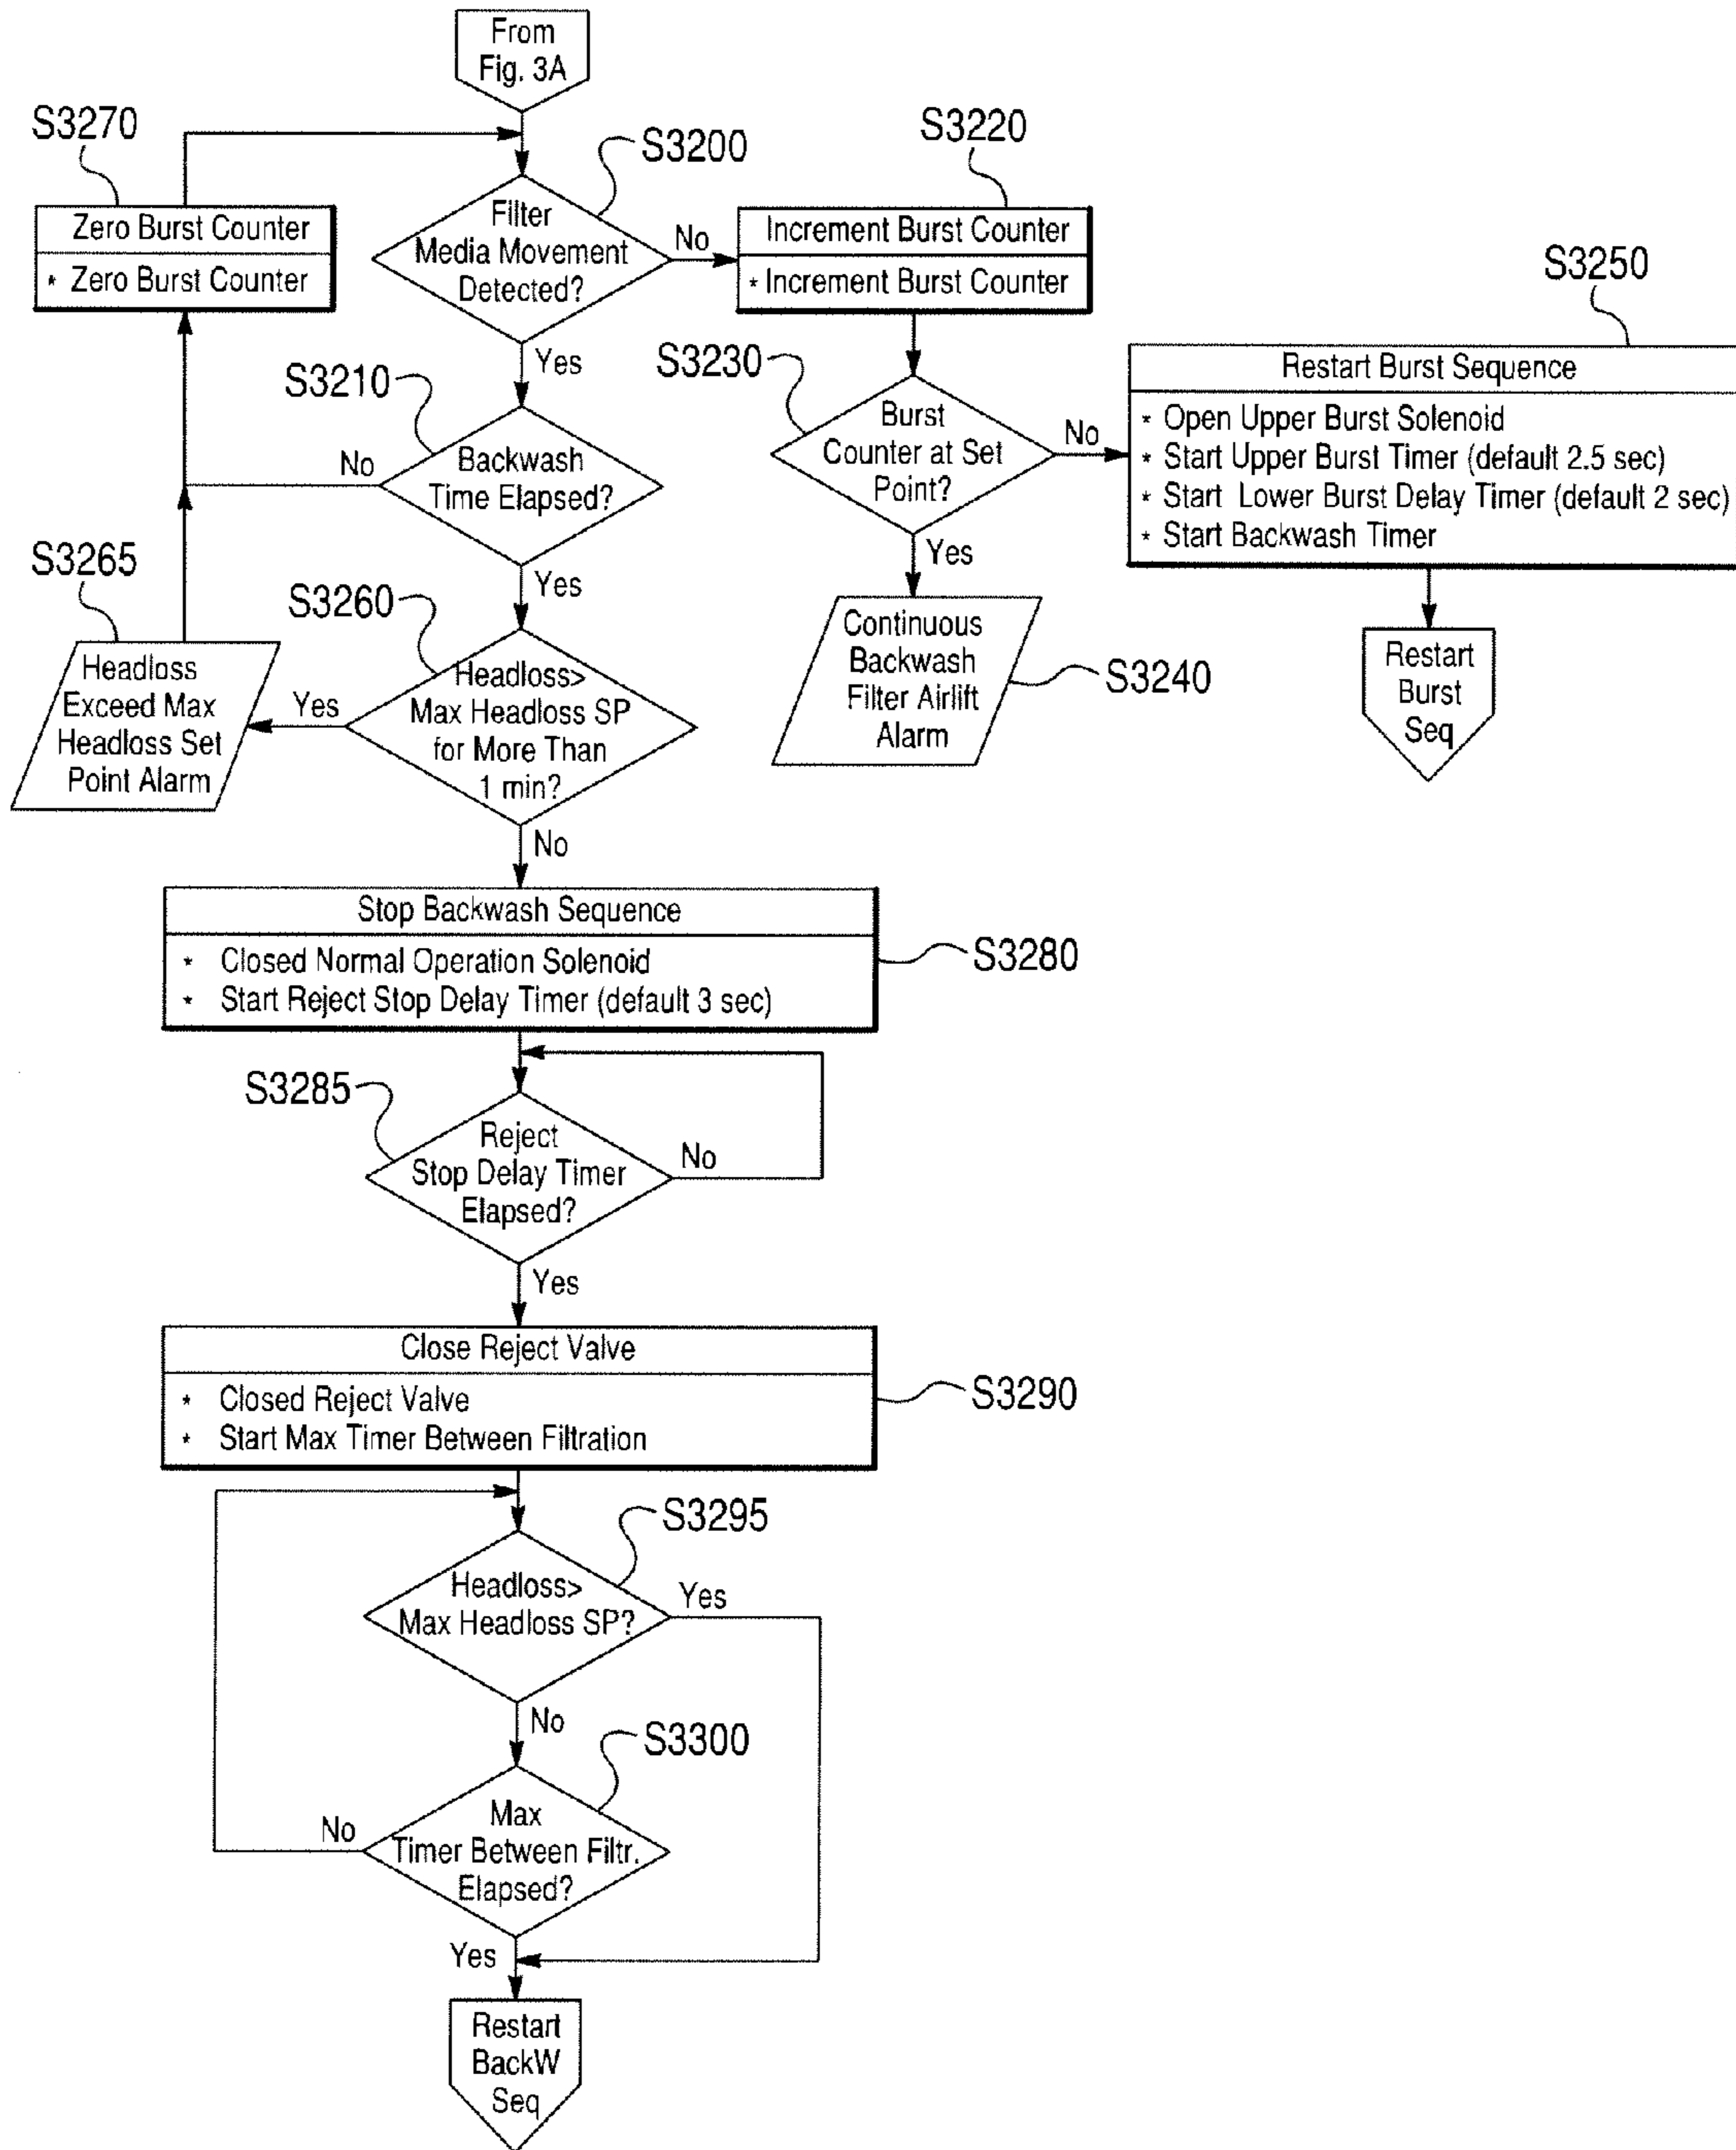 From
Fig. 3A
S3270
S3200
S3220
Zero Burst Counter
* Zero Burst Counter
Filter
Media Movement
Detected?
No
Increment Burst Counter
* Increment Burst Counter
S3250
Yes
S3210
S3230
Restart Burst Sequence
* Open Upper Burst Solenoid
* Start Upper Burst Timer (default 2.5 sec)
* Start Lower Burst Delay Timer (default 2 sec)
* Start Backwash Timer
No
Backwash
Time Elapsed?
Burst
Counter at Set
Point?
No
Yes
Yes
S3265
S3260
Headloss
Exceed Max
Headloss Set
Point Alarm
Yes
Headloss>
Max Headloss SP
for More Than
1 min?
Continuous
Backwash
Filter Airlift
Alarm
S3240
Restart
Burst
Seq
No
Stop Backwash Sequence
* Closed Normal Operation Solenoid
* Start Reject Stop Delay Timer (default 3 sec)
S3280
S3285
Reject
Stop Delay Timer
Elapsed?
No
Yes
Close Reject Valve
* Closed Reject Valve
* Start Max Timer Between Filtration
S3290
S3295
Headloss>
Max Headloss SP?
Yes
No
S3300
Max
Timer Between Filtr.
Elapsed?
No
Yes
Restart
BackW
Seq